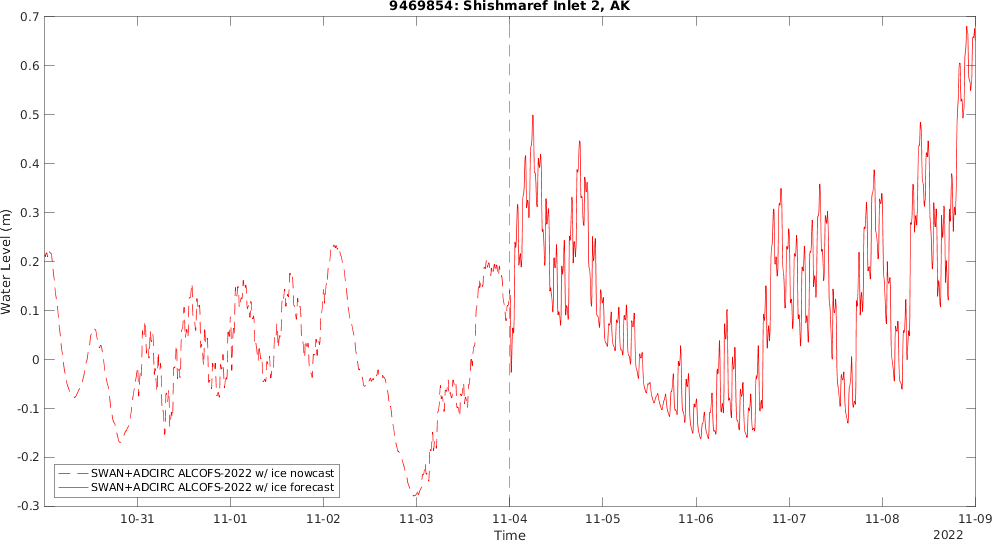 9469854: Shishmaref Inlet 2, AK
0.7
0.6
0.5
0.4
0.3
0.2
0.1
0
-0.1
-0.2
-0.3
Water Level (m)
SWAN+ADCIRC ALCOFS-2022 w/ ice nowcast
SWAN+ADCIRC ALCOFS-2022 w/ ice forecast
10-31 11-01 11-02 11-03 11-04 11-05 11-06 11-07 11-08 11-09
Time
2022